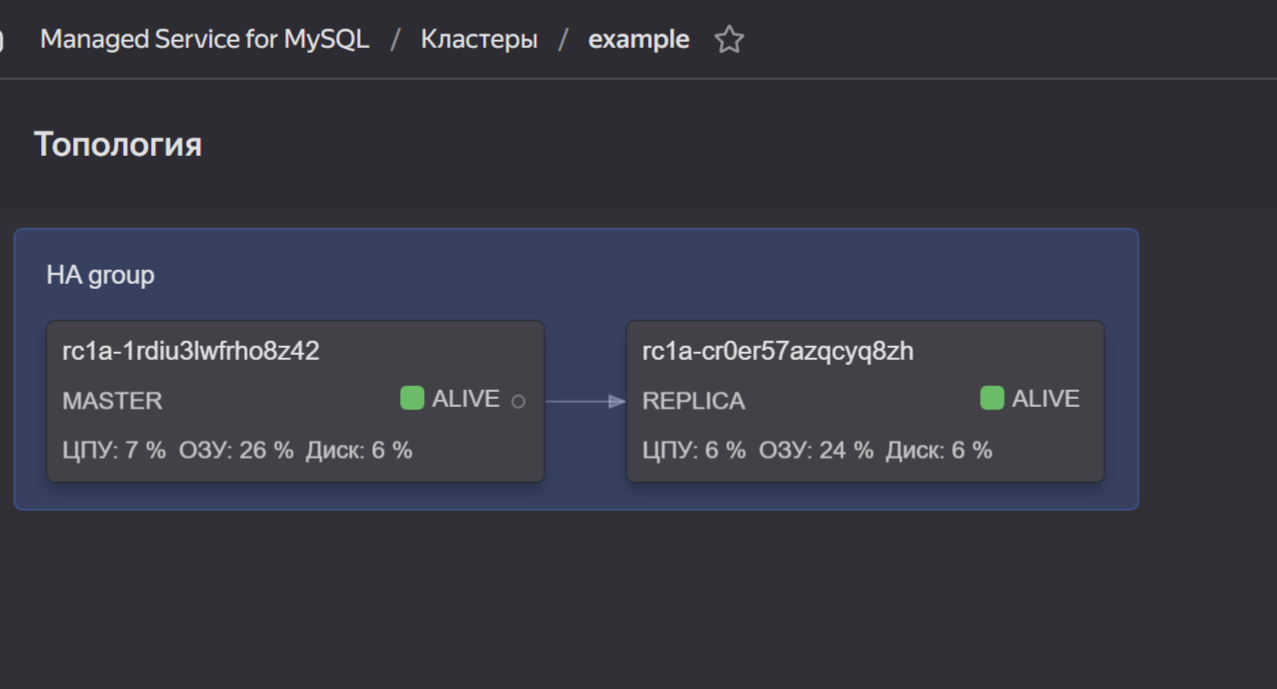 Managed Service for MySQL / Кластеры / example
Топология
HA group
rc1a-1rdiu3lwfrho8z42
MASTER ALIVE
ЦПУ: 7 % ОЗУ: 26 % Диск: 6 %
rc1a-cr0er57azqcyq8zh
REPLICA ALIVE
ЦПУ: 6 % ОЗУ: 24 % Диск: 6 %